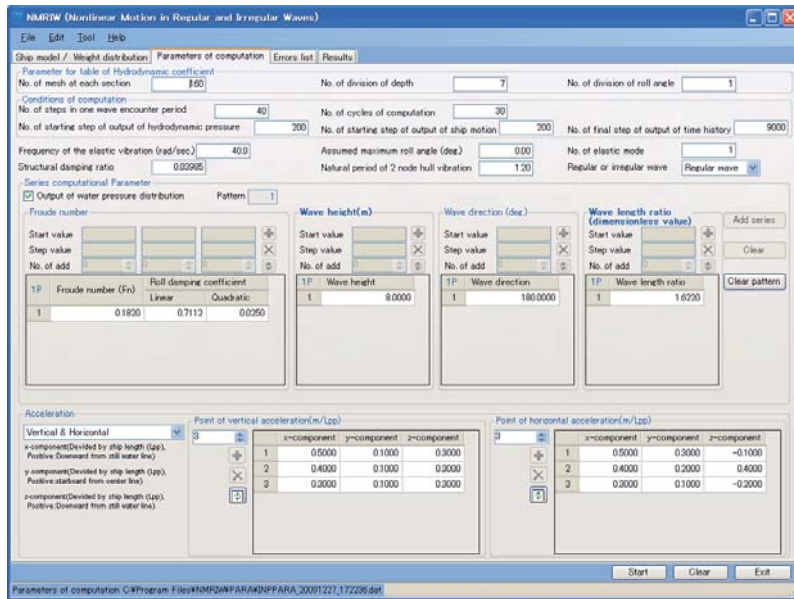 NMRIW (Nonlinear Motion in Regular and Irregular Waves)
File Edit Tool Help
Ship model / Weight distribution Parameters of computation Errors list Results
Parameter for table of Hydrodynamic coefficient
No. of mesh at each section 160 No. of division of depth 7 No. of division of roll angle 1
Conditions of computation
No. of steps in one wave encounter period 40 No. of cycles of computation 30
No. of starting step of output of hydrodynamic pressure 200 No. of starting step of output of ship motion 200 No. of final step of output of time history 9000
Frequency of the elastic vibration (rad/sec.) 40.0 Assumed maximum roll angle (deg.) 0.00 No. of elastic mode 1
Structural damping ratio 0.03985 Natural period of 2 node hull vibration 1.20 Regular or irregular wave Regular wave
Series computational Parameter
Output of water pressure distribution Pattern 1
Froude number Wave height(m) Wave direction (deg.) Wave length ratio (dimensionless value) Add series
Start value Start value Start value Start value
Step value Step value Step value Step value Clear
No. of add 0 0 0 No. of add 0 No. of add 0 No. of add 0
1P Froude number (Fn) Roll damping coefficient 1P Wave height 1P Wave direction 1P Wave length ratio Clear pattern
Linear Quadratic
1 0.1820 0.7113 0.0250 1 8.0000 1 180.0000 1 1.6220
Acceleration
Vertical & Horizontal
x-component(Devided by ship length (Lpp),
Positive:Downward from still water line)
y-component(Devided by ship length (Lpp),
Positive:starboard from center line)
z-component(Devided by ship length (Lpp),
Positive:Downward from still water line)
Point of vertical acceleration(m/Lpp)
3
x-component y-component z-component
1 0.5000 0.1000 0.3000
2 0.4000 0.1000 0.3000
3 0.3000 0.1000 0.3000
Point of horizontal acceleration(m/Lpp)
3
x-component y-component z-component
1 0.5000 0.3000 -0.1000
2 0.4000 0.2000 0.4000
3 0.3000 0.1000 -0.2000
Start Clear Exit
Parameters of computation C:¥Program Files¥NMRIW¥PARA¥INPPARA_20091227_172236.dat